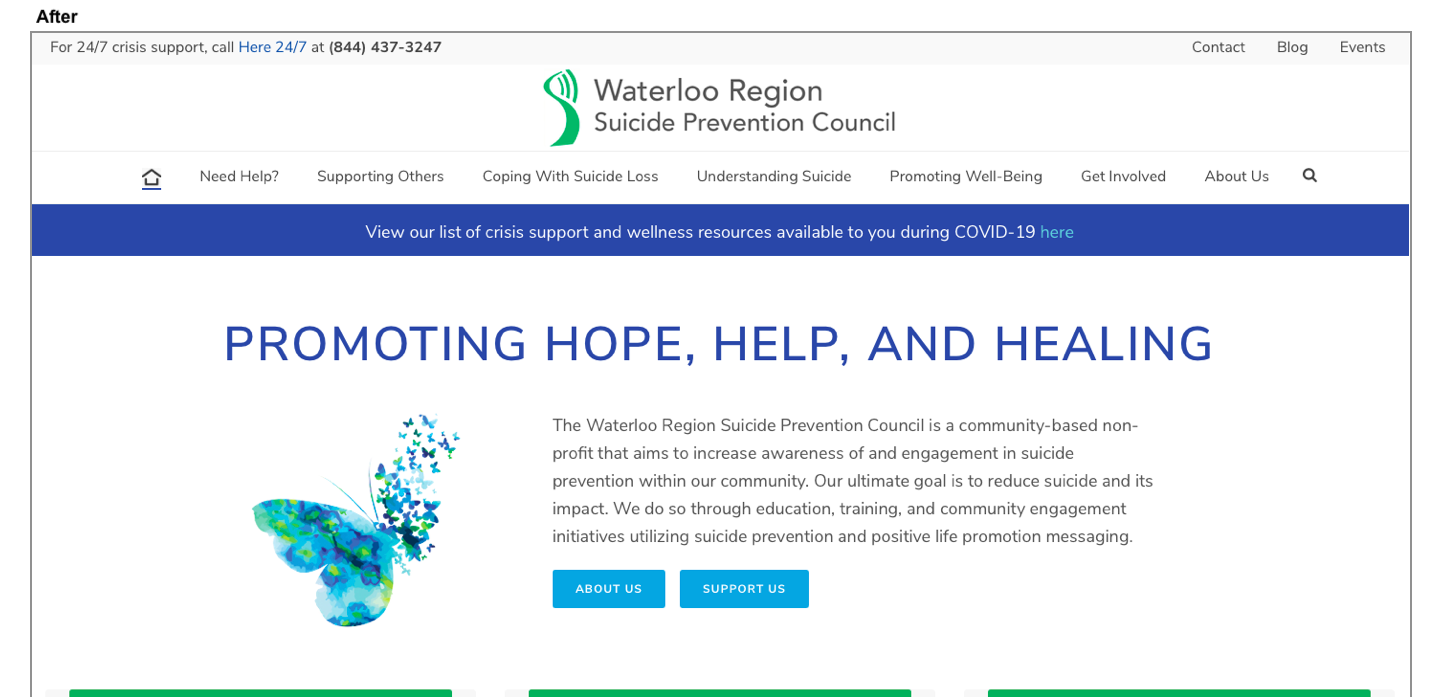 After
For 24/7 crisis support, call Here 24/7 at (844) 437-3247
Contact Blog Events
Waterloo Region
Suicide Prevention Council
Need Help? Supporting Others Coping With Suicide Loss Understanding Suicide Promoting Well-Being Get Involved About Us
View our list of crisis support and wellness resources available to you during COVID-19 here
PROMOTING HOPE, HELP, AND HEALING
The Waterloo Region Suicide Prevention Council is a community-based non-
profit that aims to increase awareness of and engagement in suicide
prevention within our community. Our ultimate goal is to reduce suicide and its
impact. We do so through education, training, and community engagement
initiatives utilizing suicide prevention and positive life promotion messaging.
ABOUT US SUPPORT US